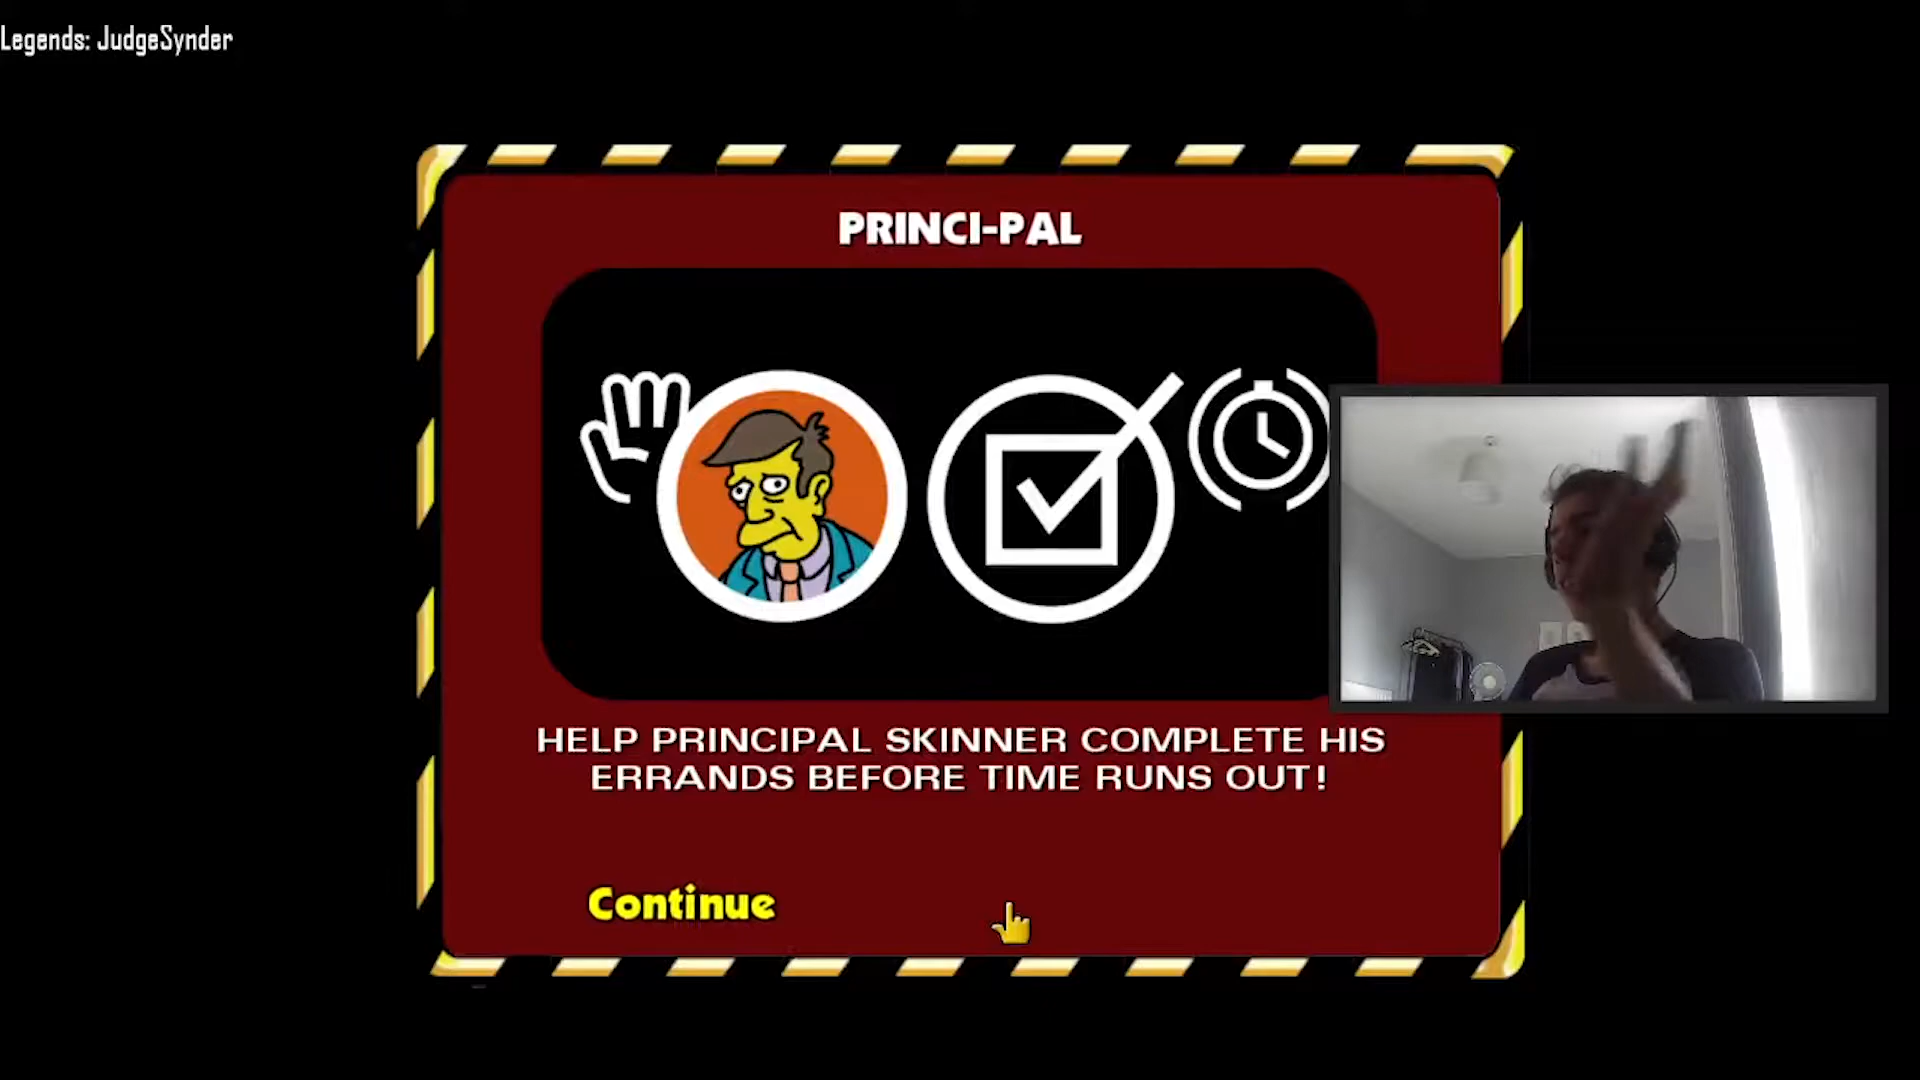 Legends: JudgeSynder
PRINCI-PAL
HELP PRINCIPAL SKINNER COMPLETE HIS
ERRANDS BEFORE TIME RUNS OUT!
Continue